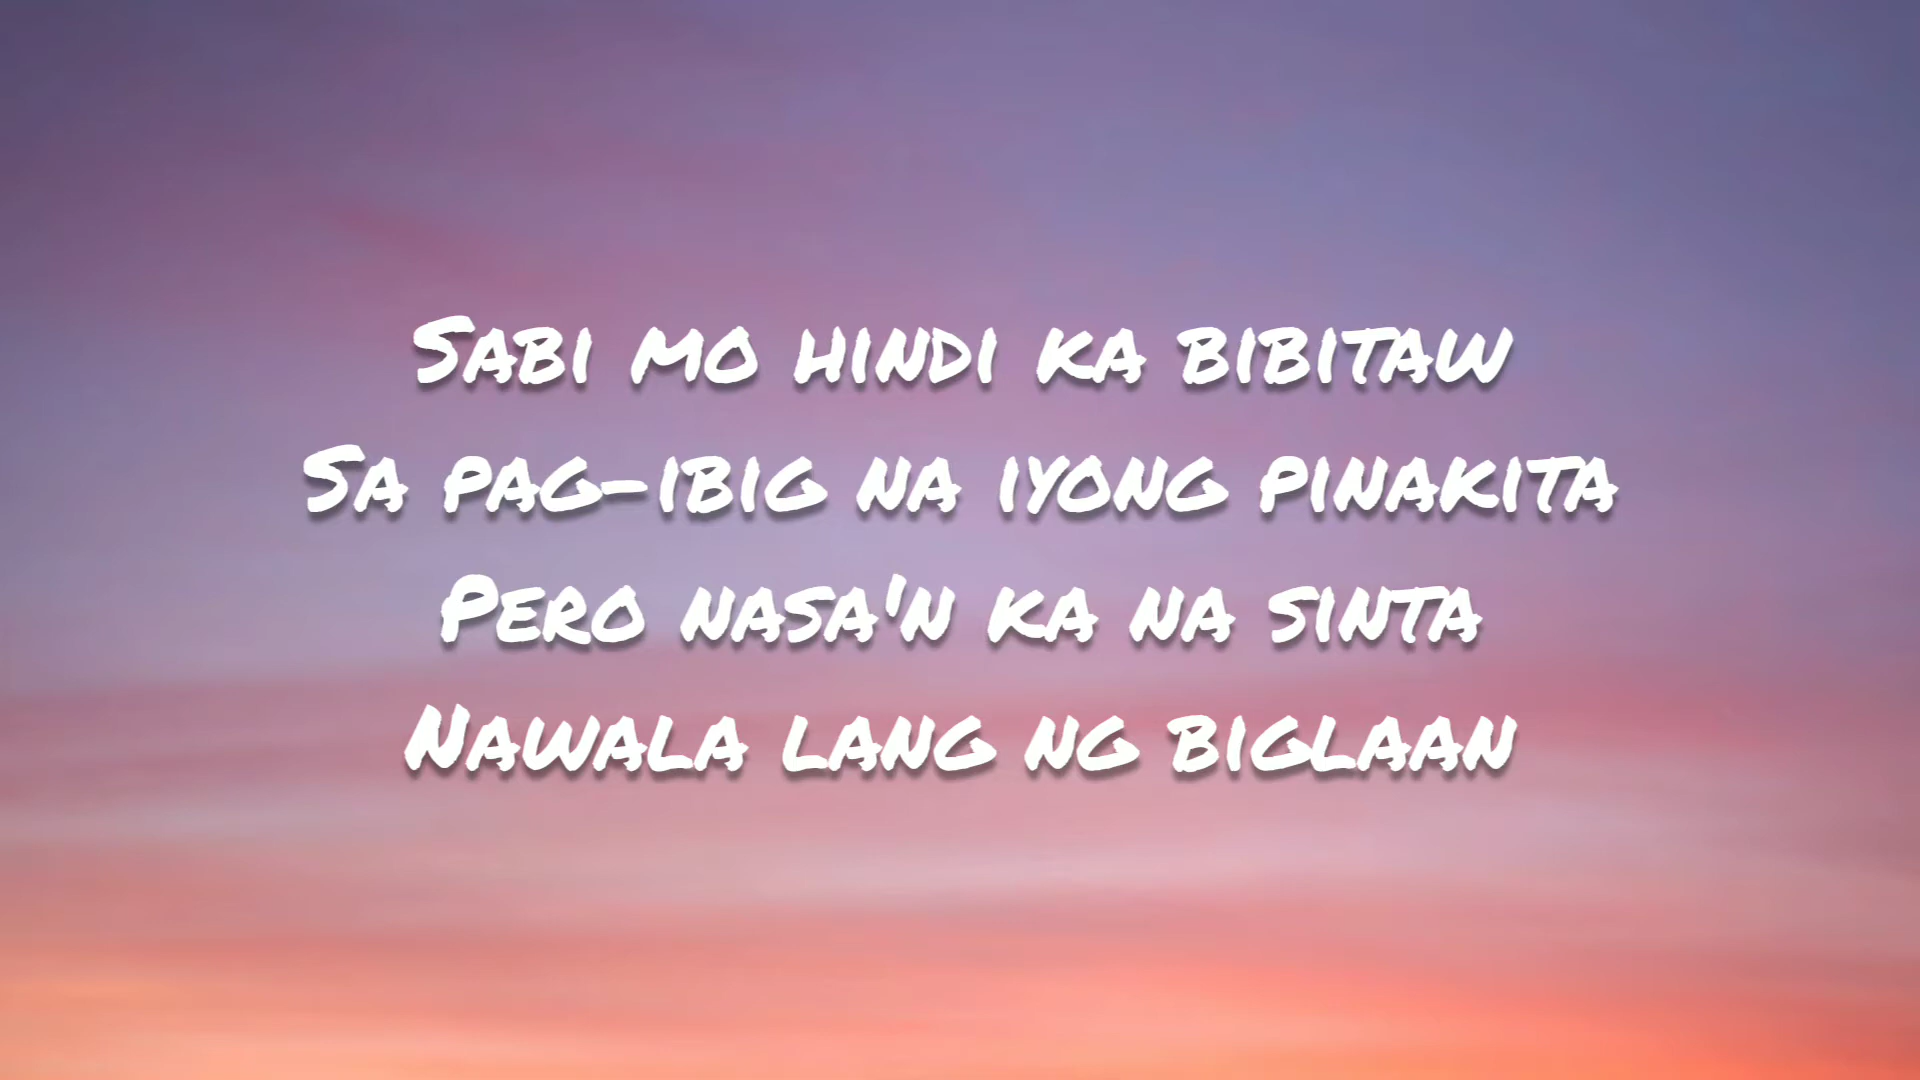 Sabi mo hindi ka bibitaw
Sa pag-ibig na iyong pinakita
Pero nasa'n ka na sinta
Nawala lang ng biglaan